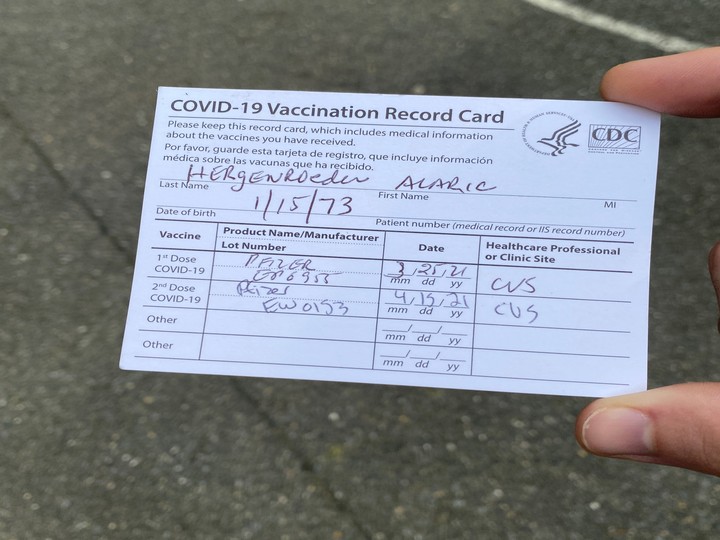 COVID-19 Vaccination Record Card
Please keep this record card, which includes medical information
about the vaccines you have received.
Por favor, guarde esta tarjeta de registro, que incluye información
médica sobre las vacunas que ha recibido.
HERGENROeder ALARIC
Last Name First Name MI
1/15/73
Date of birth Patient number (medical record or IIS record number)
Vaccine Product Name/Manufacturer Lot Number Date Healthcare Professional or Clinic Site
1st Dose COVID-19 PFIZER 3/25/21 mm dd yy CVS
2nd Dose COVID-19 Pfizer EW0153 4/15/21 mm dd yy CVS
Other mm dd yy
Other mm dd yy
CDC